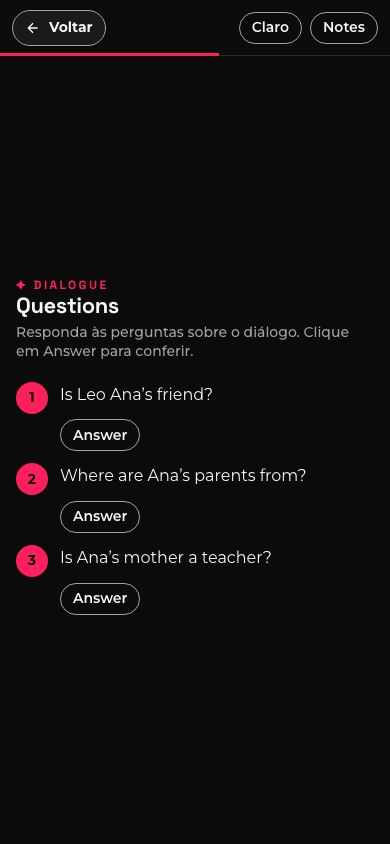 ← Voltar
Claro
Notes
✦ DIALOGUE
Questions
Responda às perguntas sobre o diálogo. Clique
em Answer para conferir.
1 Is Leo Ana’s friend?
Answer
2 Where are Ana’s parents from?
Answer
3 Is Ana’s mother a teacher?
Answer